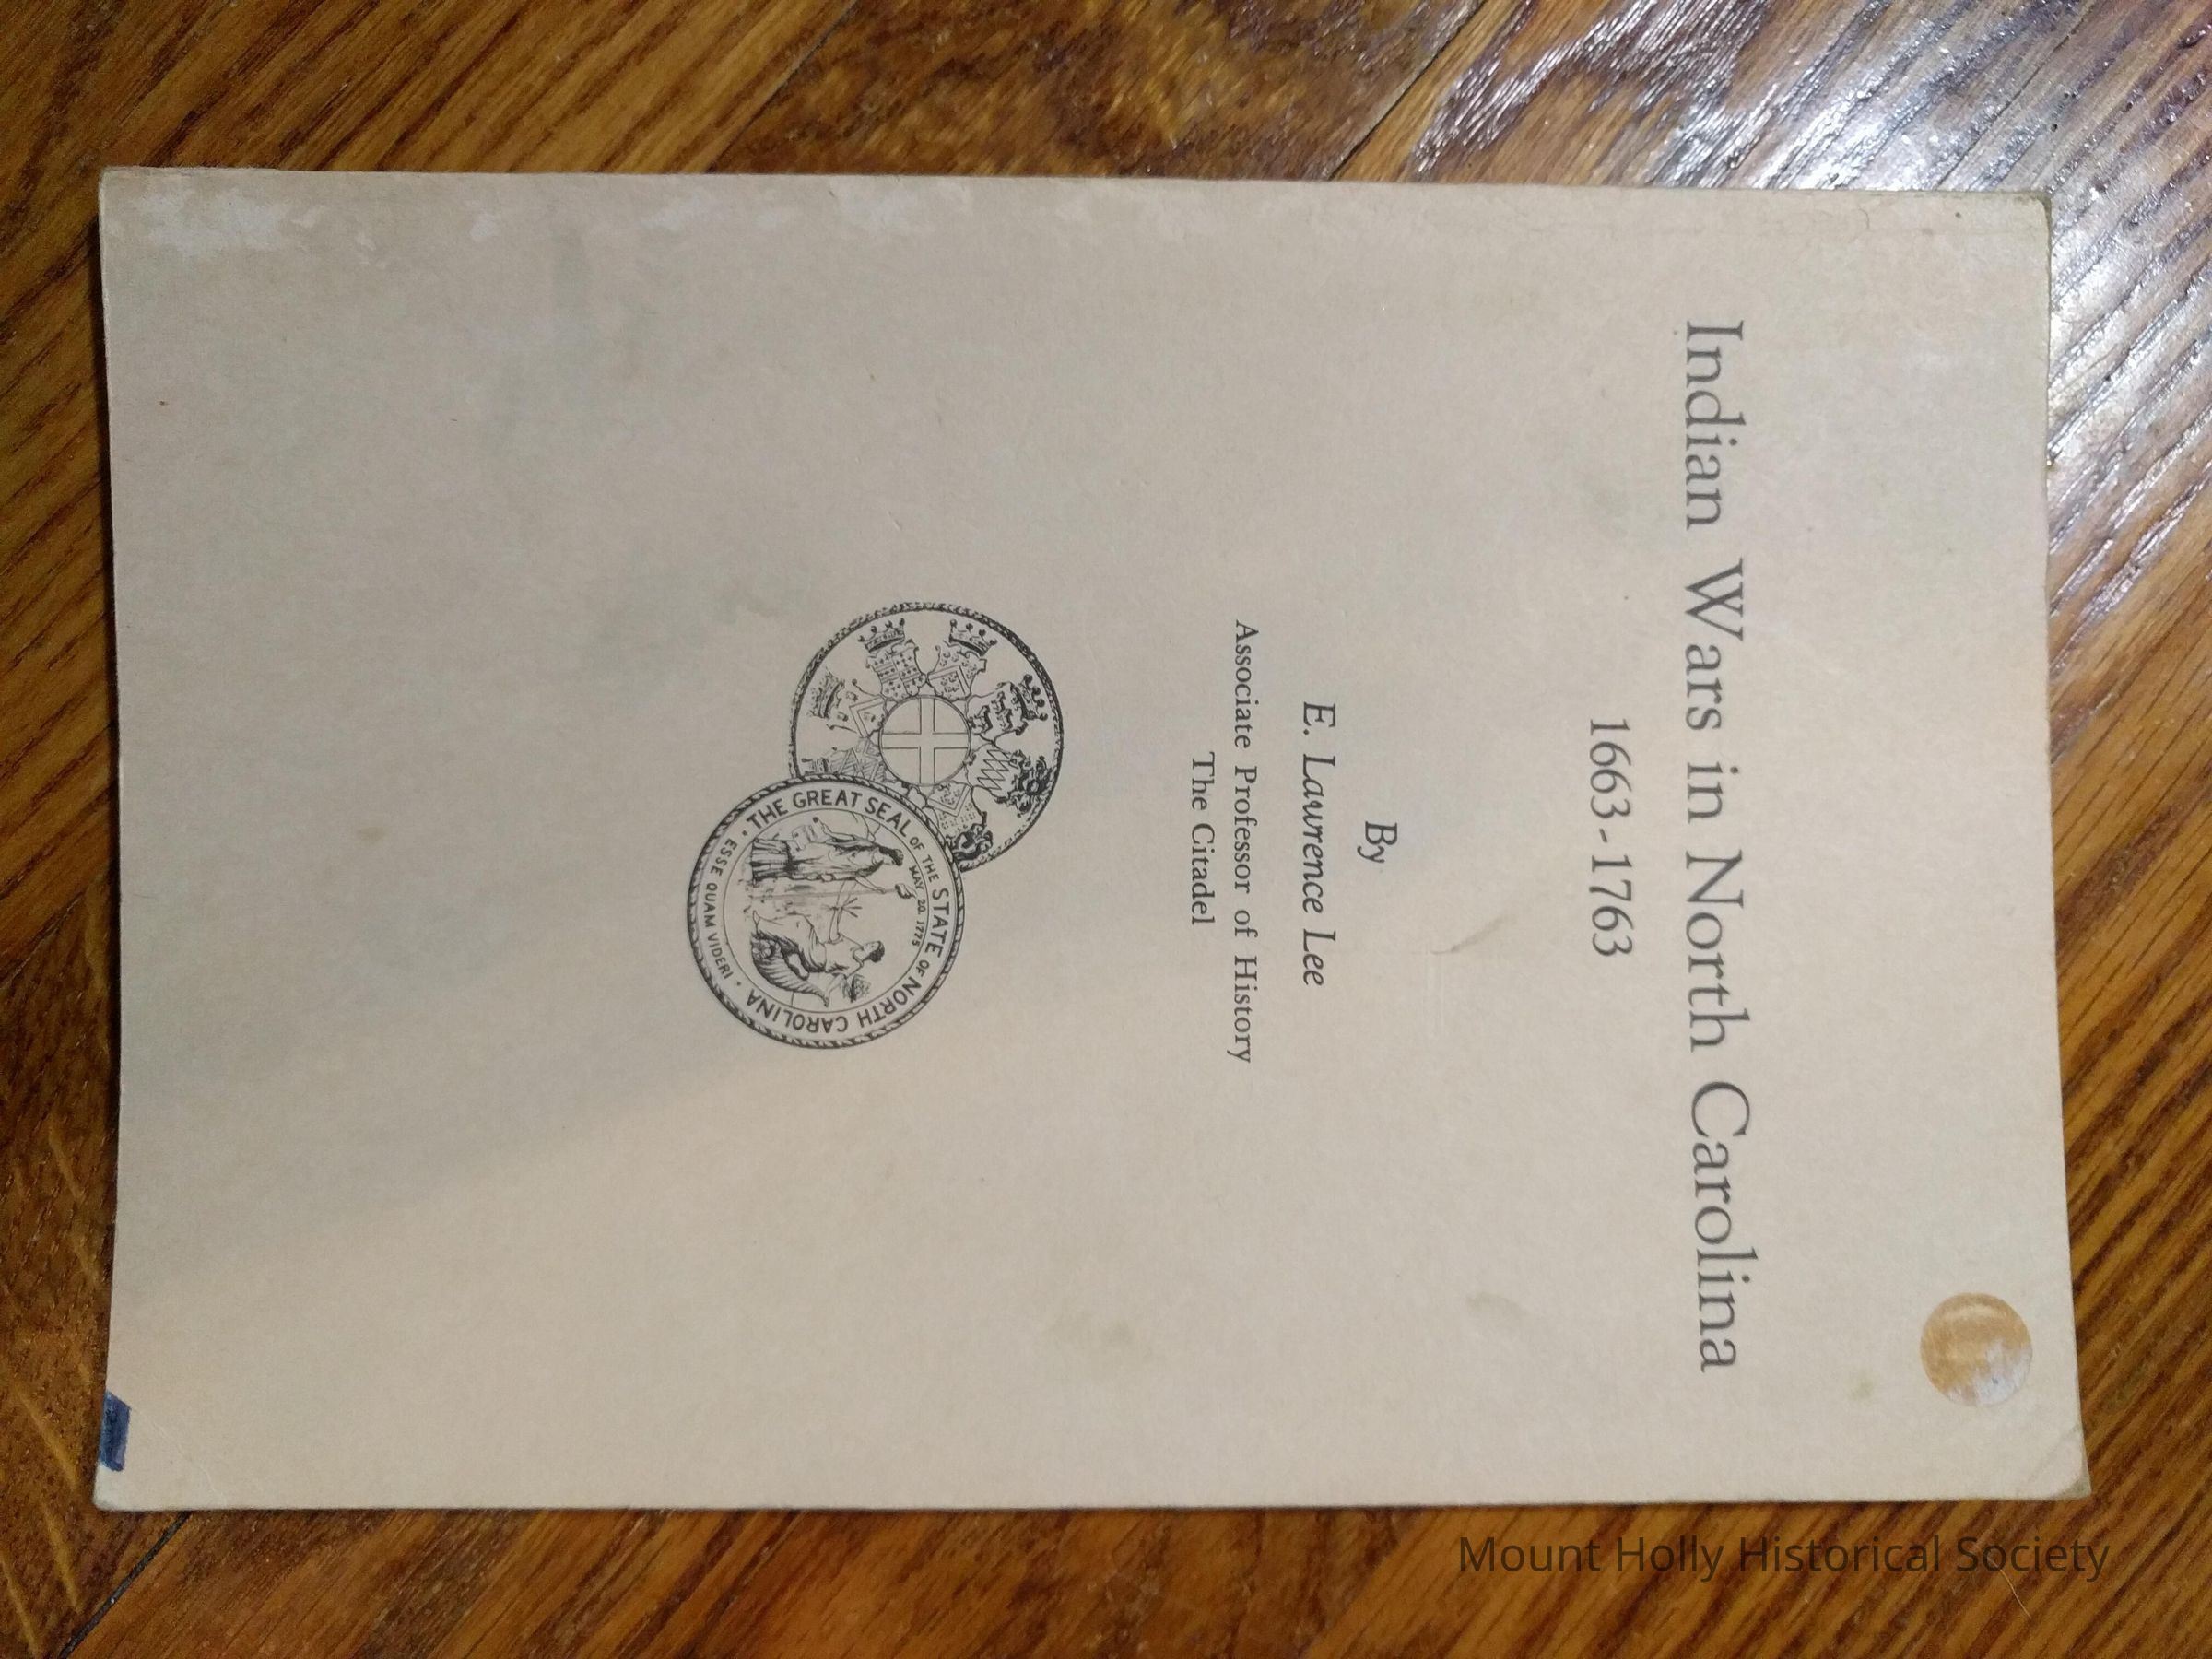 Indian Wars in North Carolina
1663-1763
By
E. Lawrence Lee
Associate Professor of History
The Citadel
THE GREAT SEAL OF THE STATE OF NORTH CAROLINA
MAY 20, 1775
ESSE QUAM VIDERI
Mount Holly Historical Society